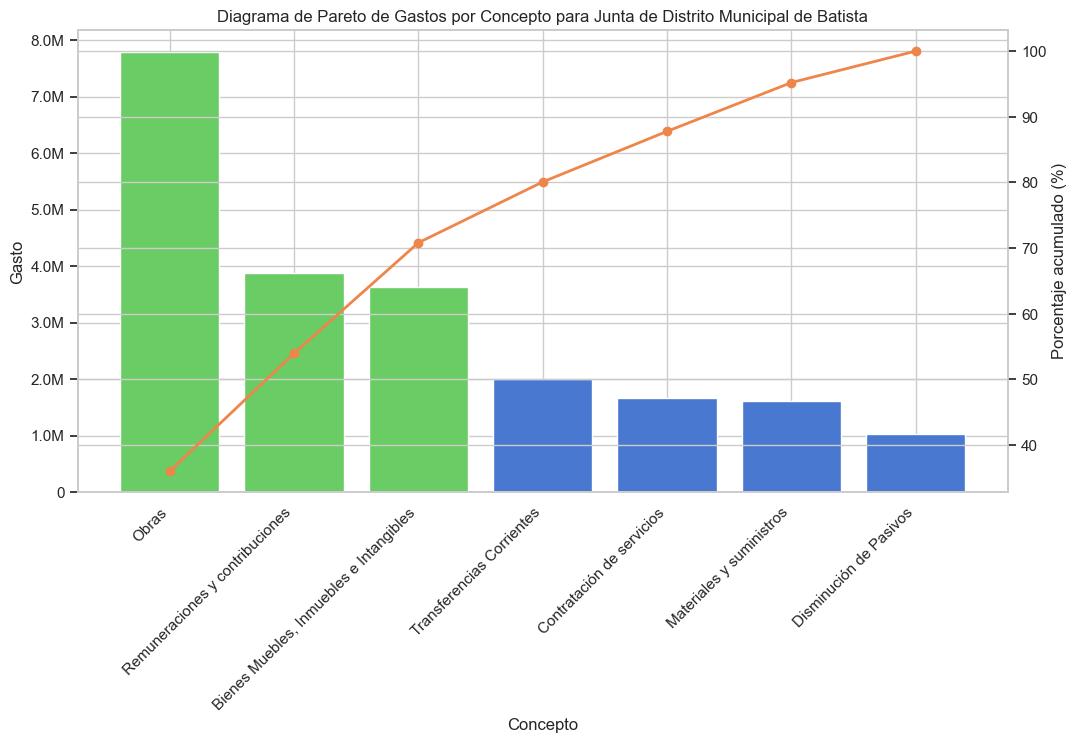 Diagrama de Pareto de Gastos por Concepto para Junta de Distrito Municipal de Batista
Gasto
8.0M
7.0M
6.0M
5.0M
4.0M
3.0M
2.0M
1.0M
0
100
90
80
70
60
50
40
Porcentaje acumulado (%)
Obras
Remuneraciones y contribuciones
Bienes Muebles, Inmuebles e Intangibles
Transferencias Corrientes
Contratación de servicios
Materiales y suministros
Disminución de Pasivos
Concepto